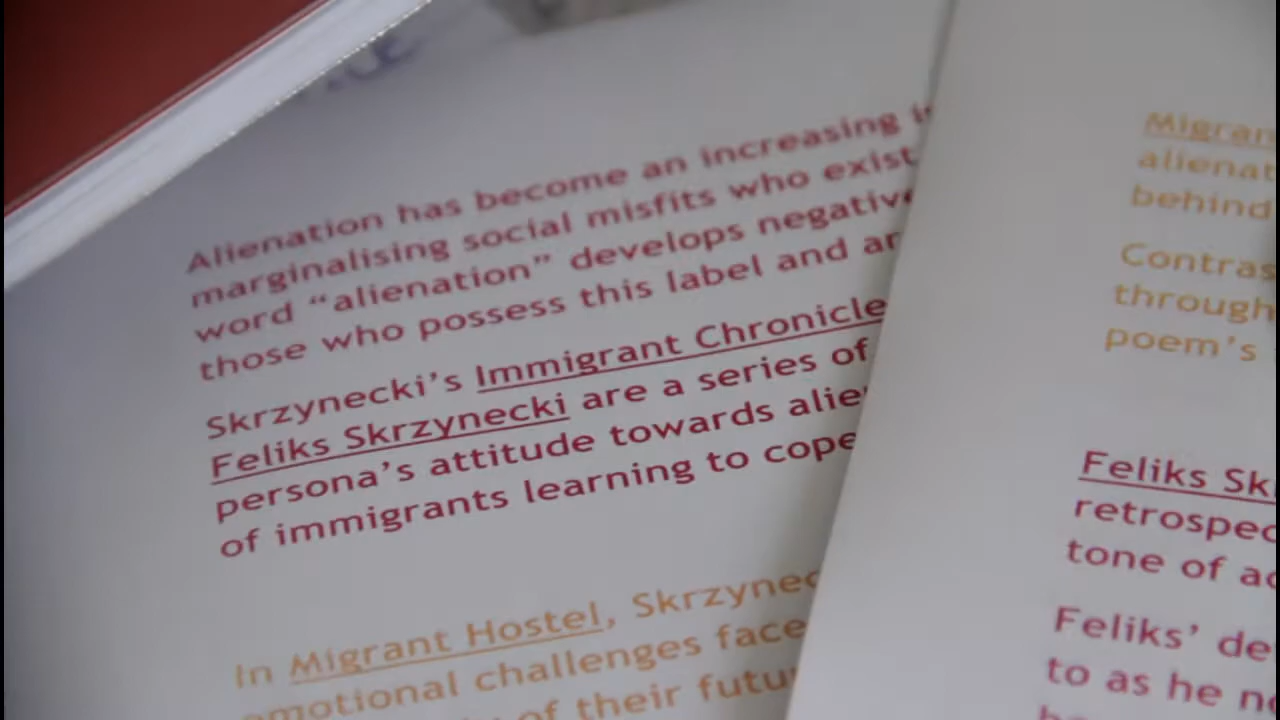 Alienation has become an increasing
marginalising social misfits who exist
word “alienation” develops negative
those who possess this label and
Skrzynecki’s Immigrant Chronicle
Feliks Skrzynecki are a series of
persona’s attitude towards
of immigrants learning to cope
In Migrant Hostel, Skrzynec
emotional challenges face
of their futu
Migran
alienat
behind
Contras
through
poem’s
Feliks Sk
retrospec
tone of ac
Feliks’ de
to as he